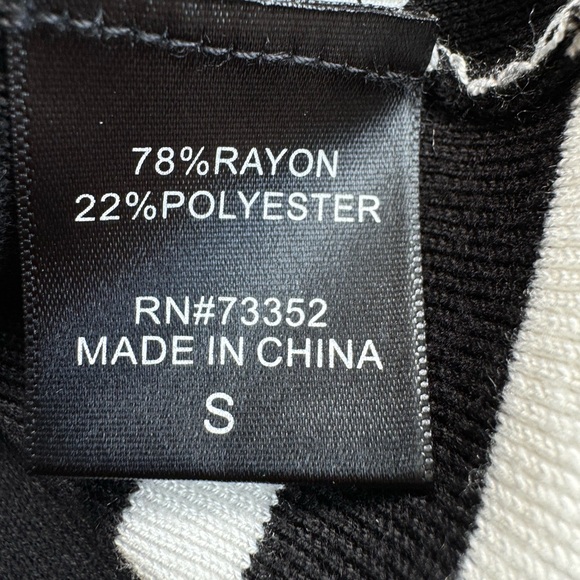 78%RAYON
22%POLYESTER
RN#73352
MADE IN CHINA
S